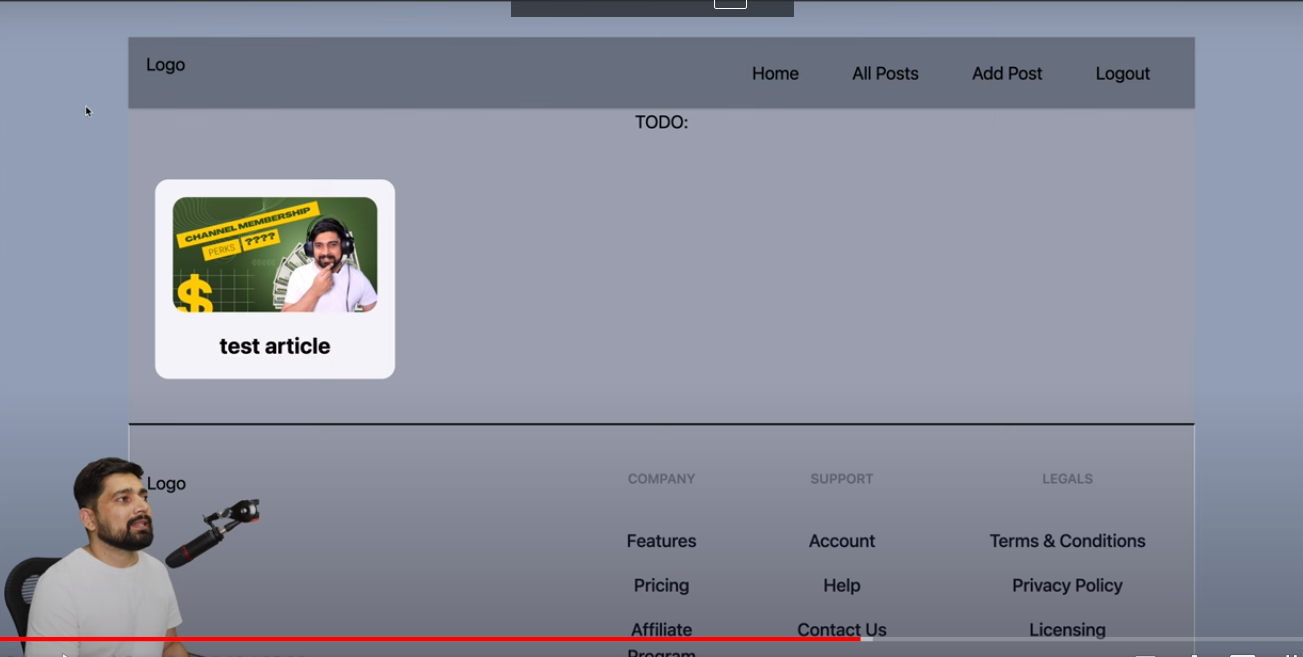 Logo
Home
All Posts
Add Post
Logout
TODO:
CHANNEL MEMBERSHIP
PERKS
????
$
test article
Logo
COMPANY
SUPPORT
LEGALS
Features
Account
Terms & Conditions
Pricing
Help
Privacy Policy
Affiliate
Contact Us
Licensing
Program